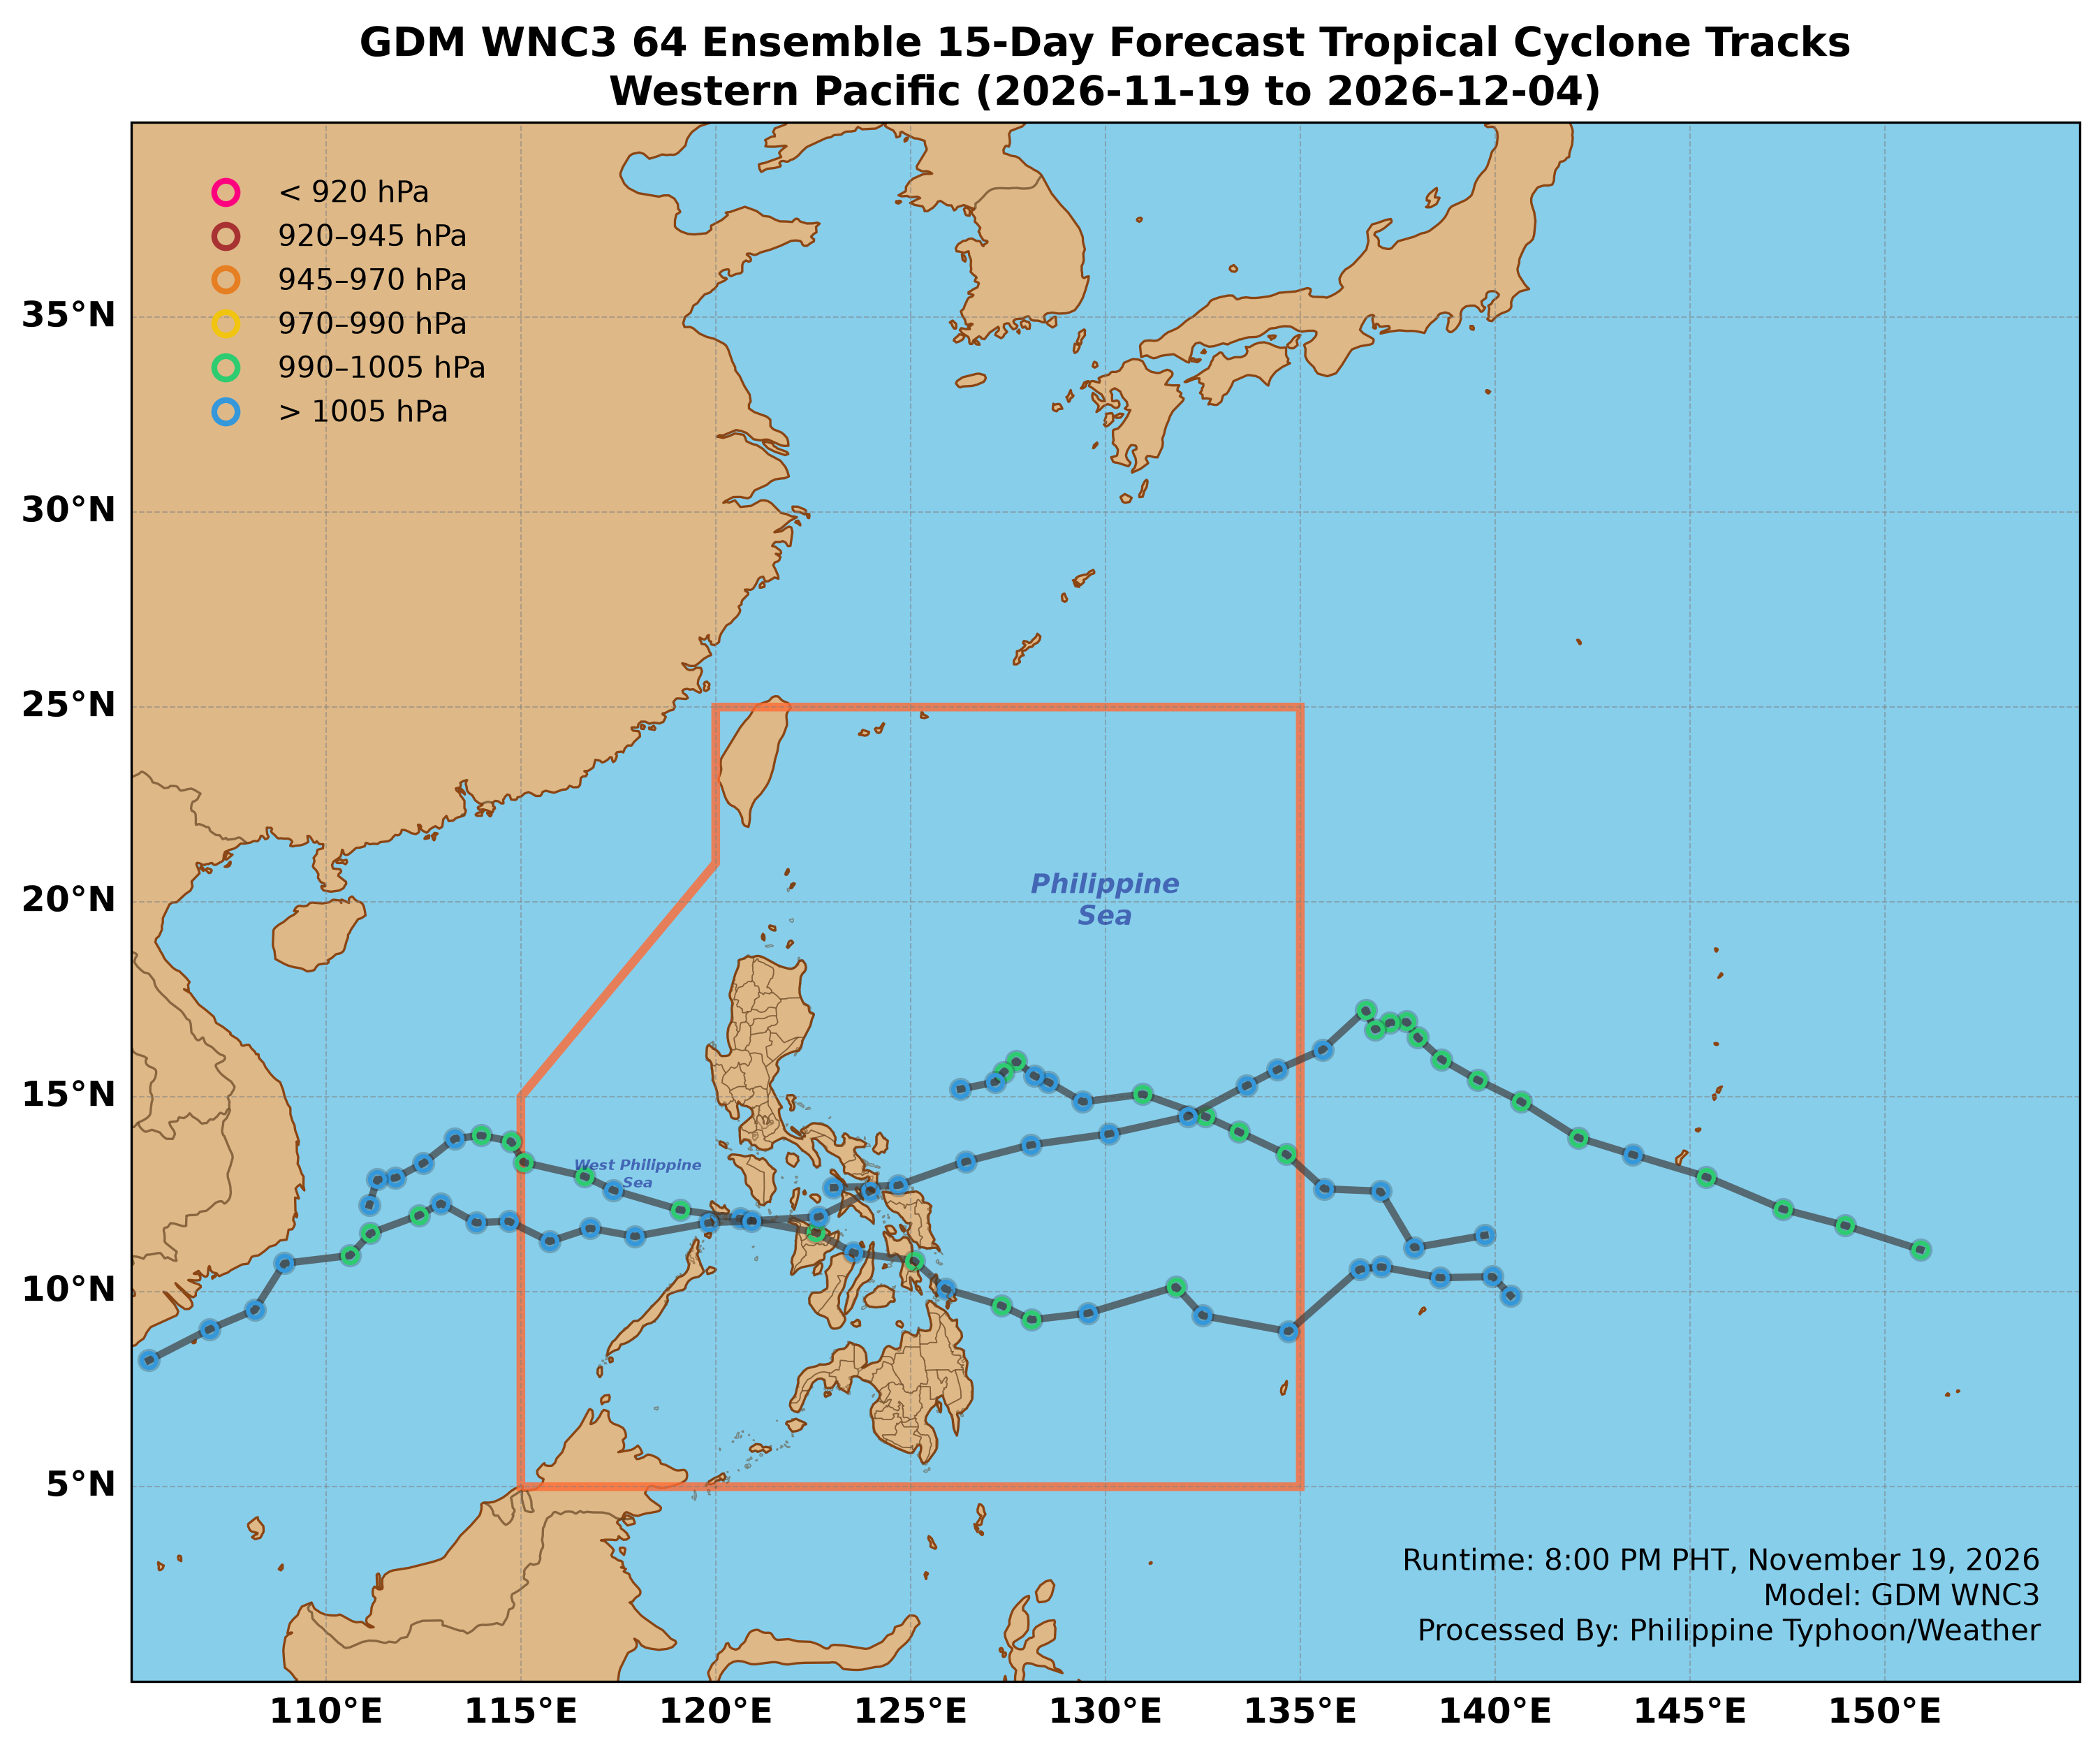 GDM WNC3 64 Ensemble 15-Day Forecast Tropical Cyclone Tracks
Western Pacific (2026-11-19 to 2026-12-04)
< 920 hPa
920–945 hPa
945–970 hPa
970–990 hPa
990–1005 hPa
> 1005 hPa
35°N
30°N
25°N
20°N
15°N
10°N
5°N
Philippine
Sea
West Philippine
Sea
Runtime: 8:00 PM PHT, November 19, 2026
Model: GDM WNC3
Processed By: Philippine Typhoon/Weather
110°E 115°E 120°E 125°E 130°E 135°E 140°E 145°E 150°E